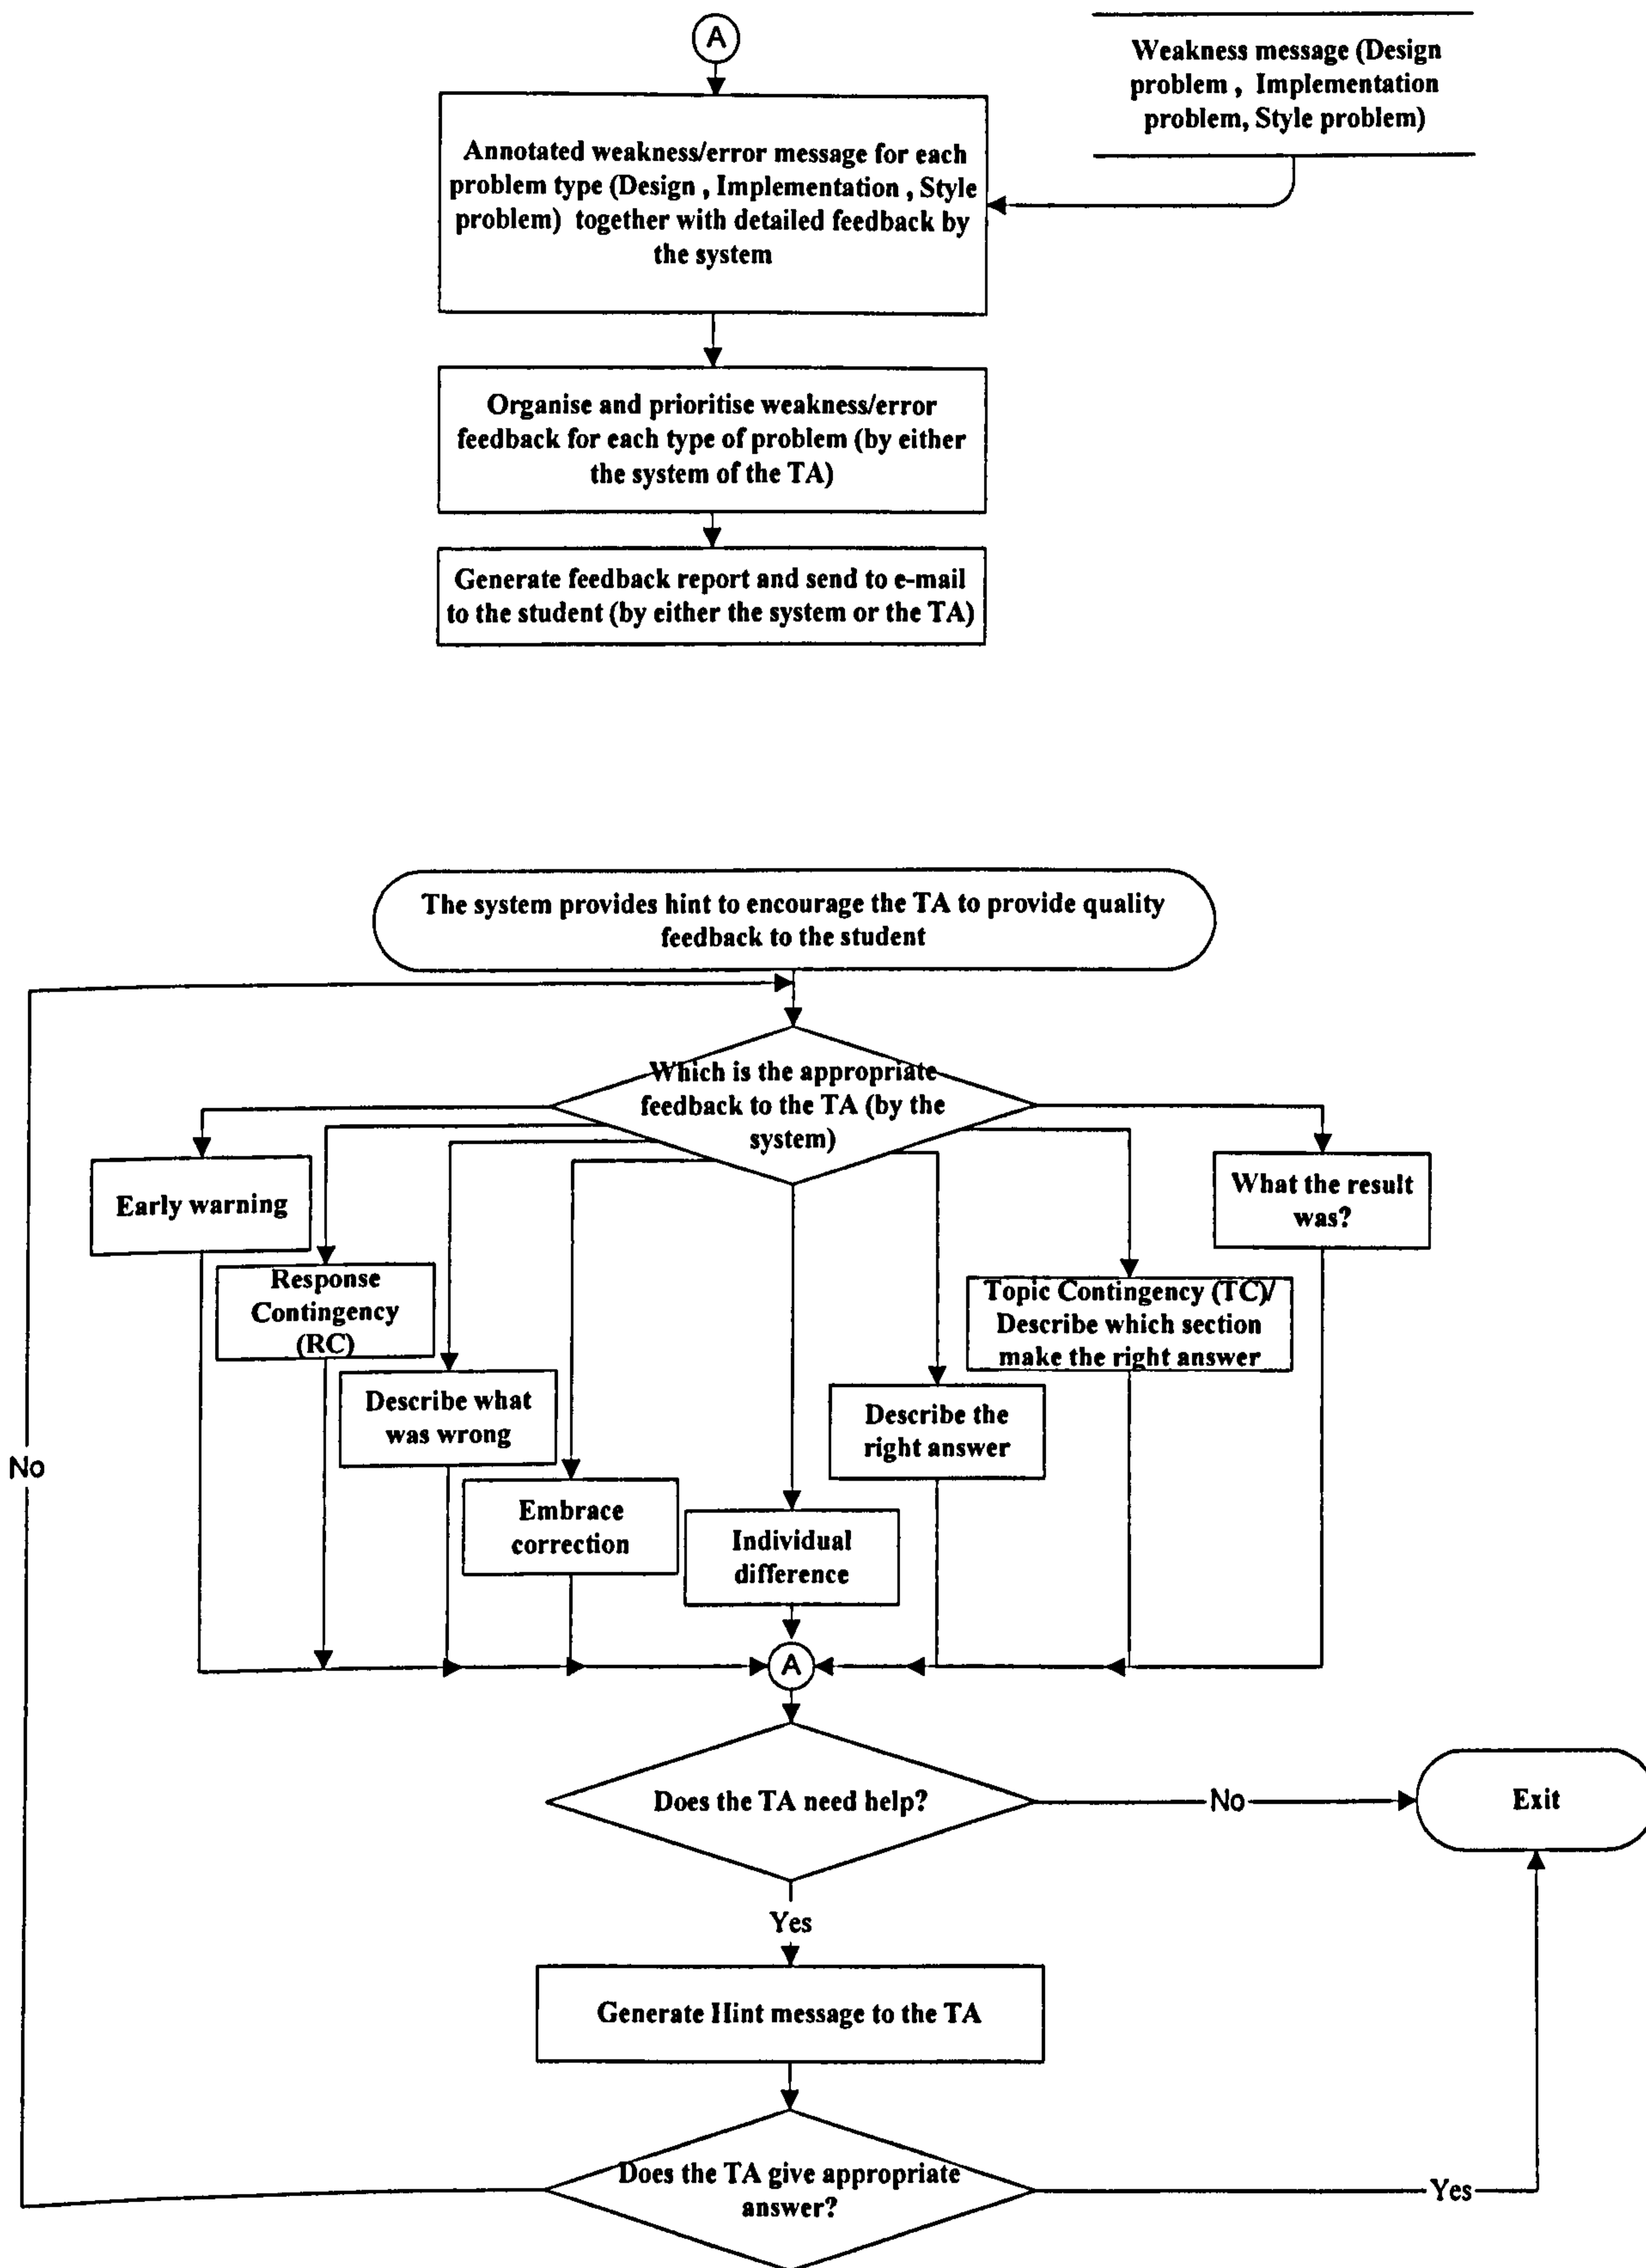 A
Weakness message (Design
problem , Implementation
problem, Style problem)
Annotated weakness/error message for each
problem type (Design , Implementation , Style
problem) together with detailed feedback by
the system
Organise and prioritise weakness/error
feedback for each type of problem (by either
the system of the TA)
Generate feedback report and send to e-mail
to the student (by either the system or the TA)
The system provides hint to encourage the TA to provide quality
feedback to the student
Which is the appropriate
feedback to the TA (by the
system)
Early warning
What the result
was?
Response
Contingency
(RC)
Topic Contingency (TC)/
Describe which section
make the right answer
Describe what
was wrong
Describe the
right answer
No
Embrace
correction
Individual
difference
A
Does the TA need help?
No
Exit
Yes
Generate Hint message to the TA
Does the TA give appropriate
answer?
Yes